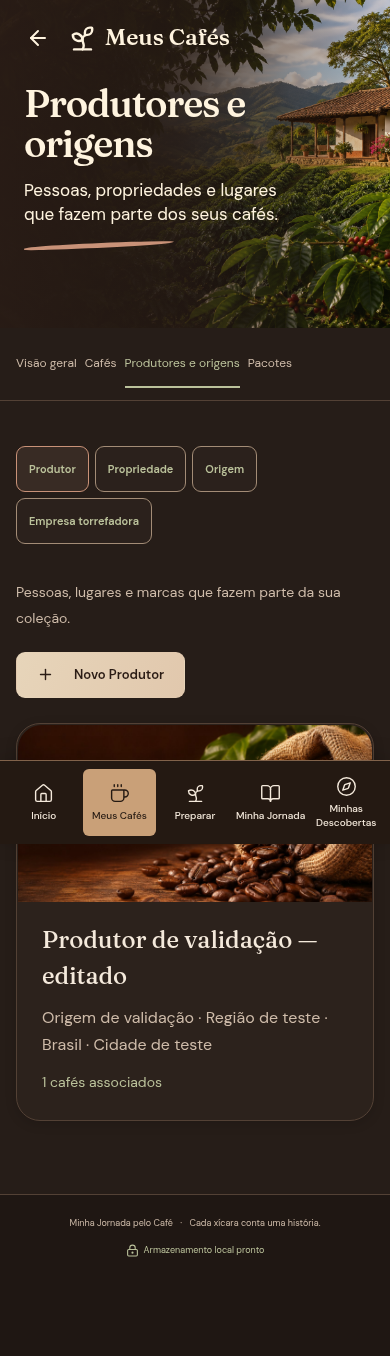 Meus Cafés
Produtores e
origens
Pessoas, propriedades e lugares
que fazem parte dos seus cafés.
Visão geral Cafés Produtores e origens Pacotes
Produtor Propriedade Origem
Empresa torrefadora
Pessoas, lugares e marcas que fazem parte da sua
coleção.
Novo Produtor
Início Meus Cafés Preparar Minha Jornada Minhas
Descobertas
Produtor de validação —
editado
Origem de validação · Região de teste ·
Brasil · Cidade de teste
1 cafés associados
Minha Jornada pelo Café · Cada xícara conta uma história.
Armazenamento local pronto